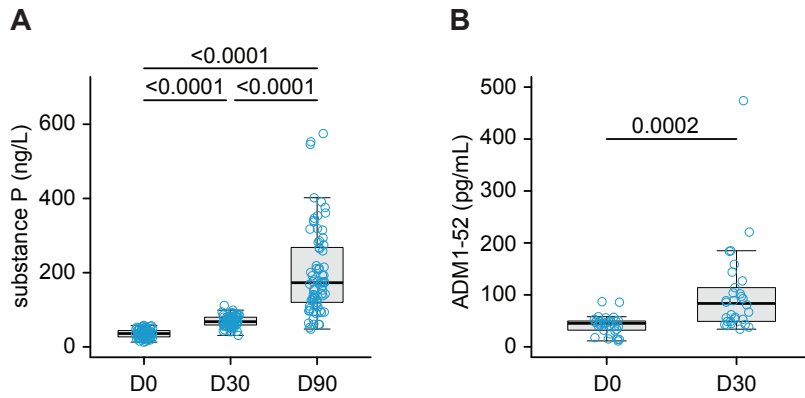 A
<0.0001
<0.0001 <0.0001
substance P (ng/L)
600
400
200
0
D0 D30 D90
B
0.0002
ADM1-52 (pg/mL)
500
400
300
200
100
0
D0 D30